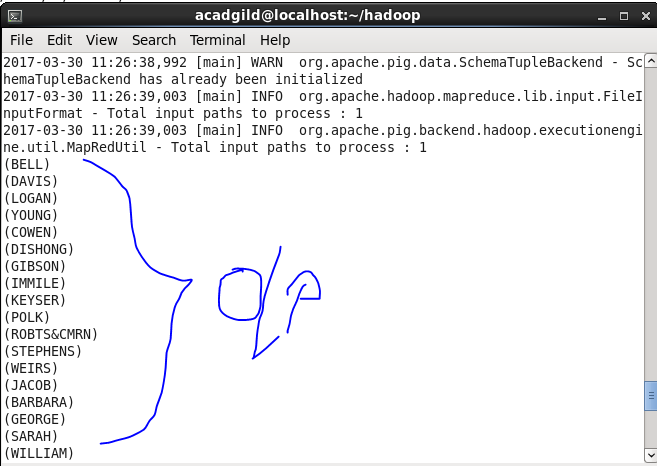 acadgild@localhost:~/hadoop
File Edit View Search Terminal Help
2017-03-30 11:26:38,992 [main] WARN  org.apache.pig.data.SchemaTupleBackend - Sc
hemaTupleBackend has already been initialized
2017-03-30 11:26:39,003 [main] INFO  org.apache.hadoop.mapreduce.lib.input.FileI
nputFormat - Total input paths to process : 1
2017-03-30 11:26:39,003 [main] INFO  org.apache.pig.backend.hadoop.executionengi
ne.util.MapRedUtil - Total input paths to process : 1
(BELL)
(DAVIS)
(LOGAN)
(YOUNG)
(COWEN)
(DISHONG)
(GIBSON)
(IMMILE)
(KEYSER)
(POLK)
(ROBTS&CMRN)
(STEPHENS)
(WEIRS)
(JACOB)
(BARBARA)
(GEORGE)
(SARAH)
(WILLIAM)
o/p